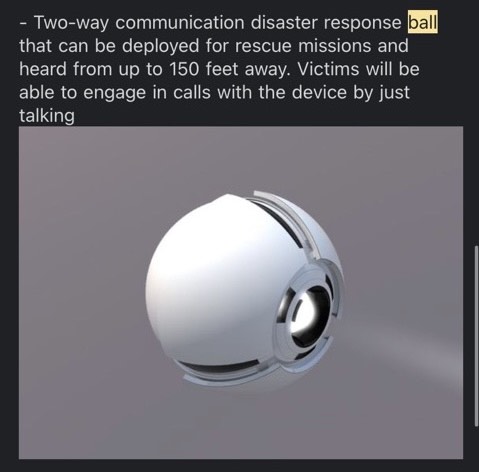 - Two-way communication disaster response ball
that can be deployed for rescue missions and
heard from up to 150 feet away. Victims will be
able to engage in calls with the device by just
talking